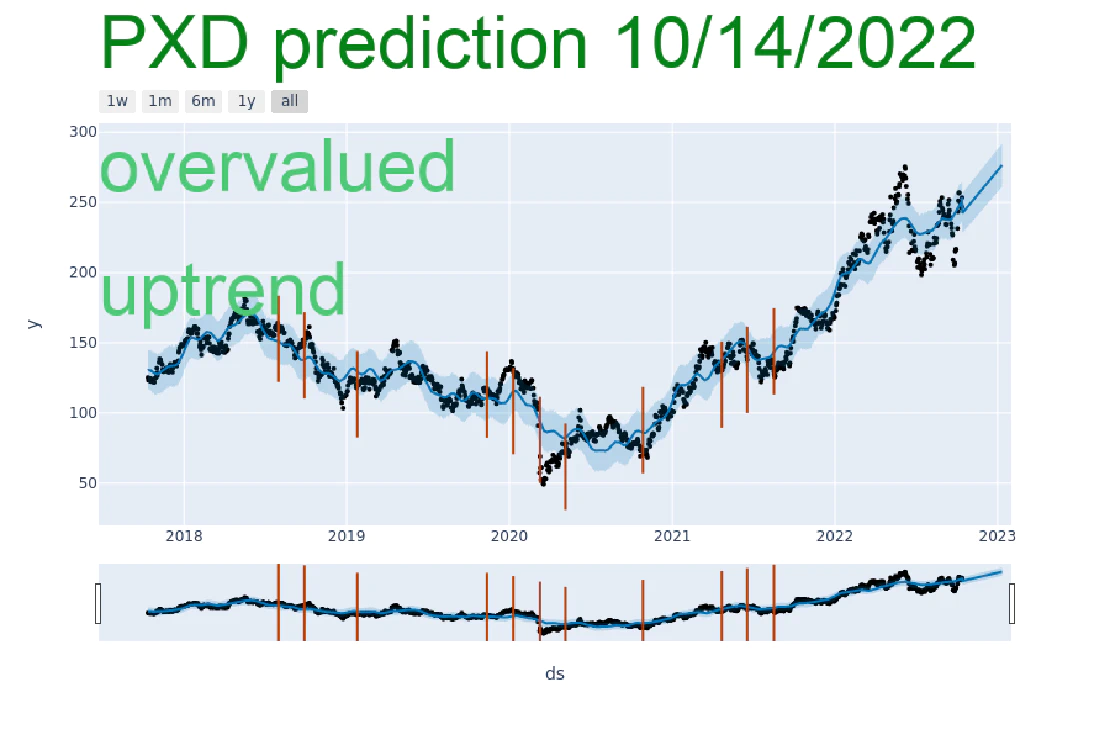 PXD prediction 10/14/2022
1w 1m 6m 1y all
300
overvalued
250
uptrend
200
150
y
100
50
2018 2019 2020 2021 2022 2023
ds